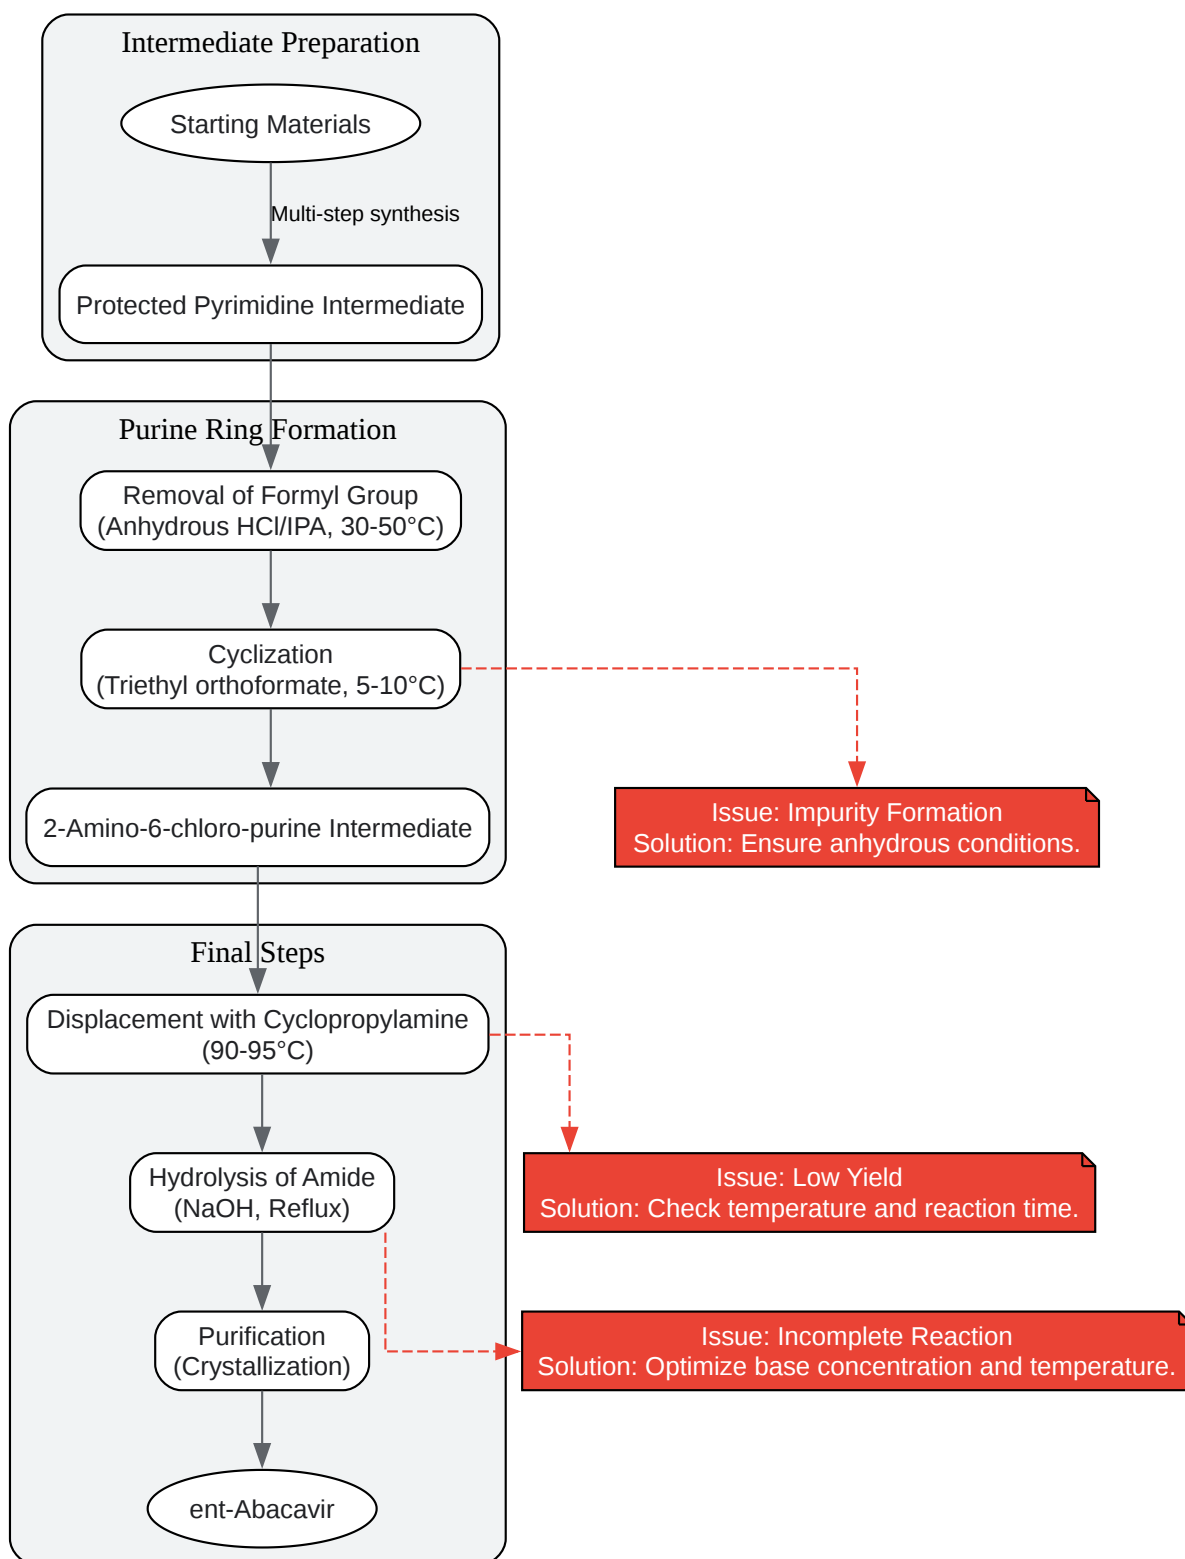 Intermediate Preparation
Starting Materials
Multi-step synthesis
Protected Pyrimidine Intermediate
Purine Ring Formation
Removal of Formyl Group
(Anhydrous HCl/IPA, 30-50°C)
Cyclization
(Triethyl orthoformate, 5-10°C)
2-Amino-6-chloro-purine Intermediate
Issue: Impurity Formation
Solution: Ensure anhydrous conditions.
Final Steps
Displacement with Cyclopropylamine
(90-95°C)
Hydrolysis of Amide
(NaOH, Reflux)
Issue: Low Yield
Solution: Check temperature and reaction time.
Purification
(Crystallization)
Issue: Incomplete Reaction
Solution: Optimize base concentration and temperature.
ent-Abacavir